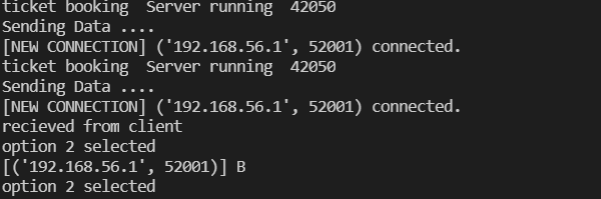 ticket booking  Server running  42050
Sending Data ....
[NEW CONNECTION] ('192.168.56.1', 52001) connected.
ticket booking  Server running  42050
Sending Data ....
[NEW CONNECTION] ('192.168.56.1', 52001) connected.
recieved from client
option 2 selected
[('192.168.56.1', 52001)] B
option 2 selected